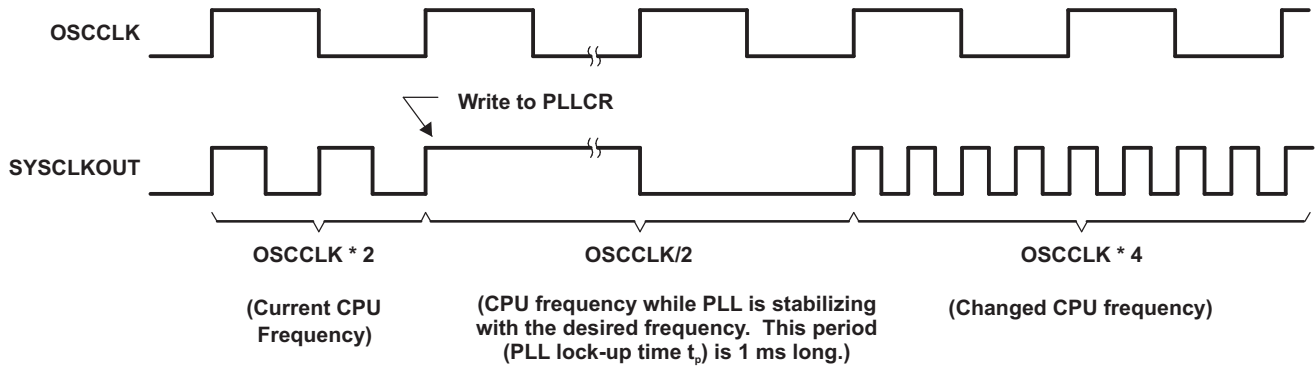 OSCCLK
Write to PLLCR
SYSCLKOUT
OSCCLK * 2
OSCCLK/2
OSCCLK * 4
(Current CPU
Frequency)
(CPU frequency while PLL is stabilizing
with the desired frequency. This period
(PLL lock-up time tp) is 1 ms long.)
(Changed CPU frequency)